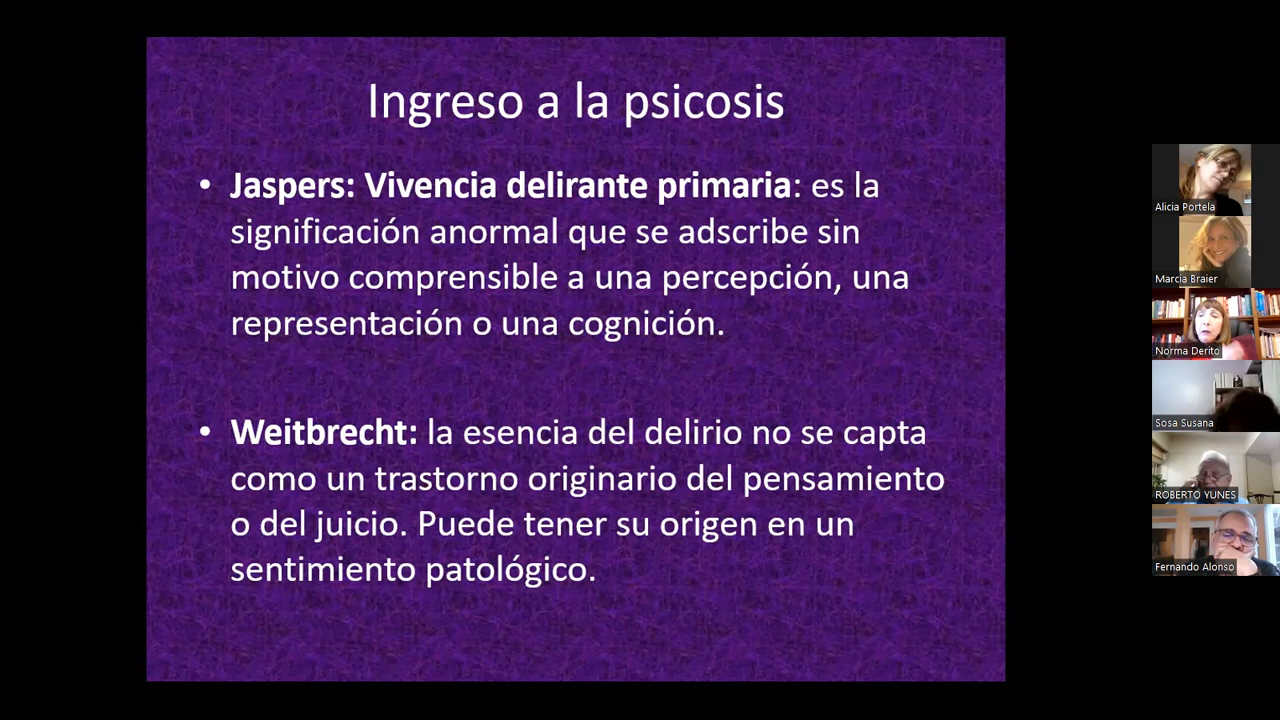 Ingreso a la psicosis
• Jaspers: Vivencia delirante primaria: es la
significación anormal que se adscribe sin
motivo comprensible a una percepción, una
representación o una cognición.
• Weitbrecht: la esencia del delirio no se capta
como un trastorno originario del pensamiento
o del juicio. Puede tener su origen en un
sentimiento patológico.
Alicia Portela
Marcia Braier
Norma Derito
Sosa Susana
ROBERTO YUNES
Fernando Alonso